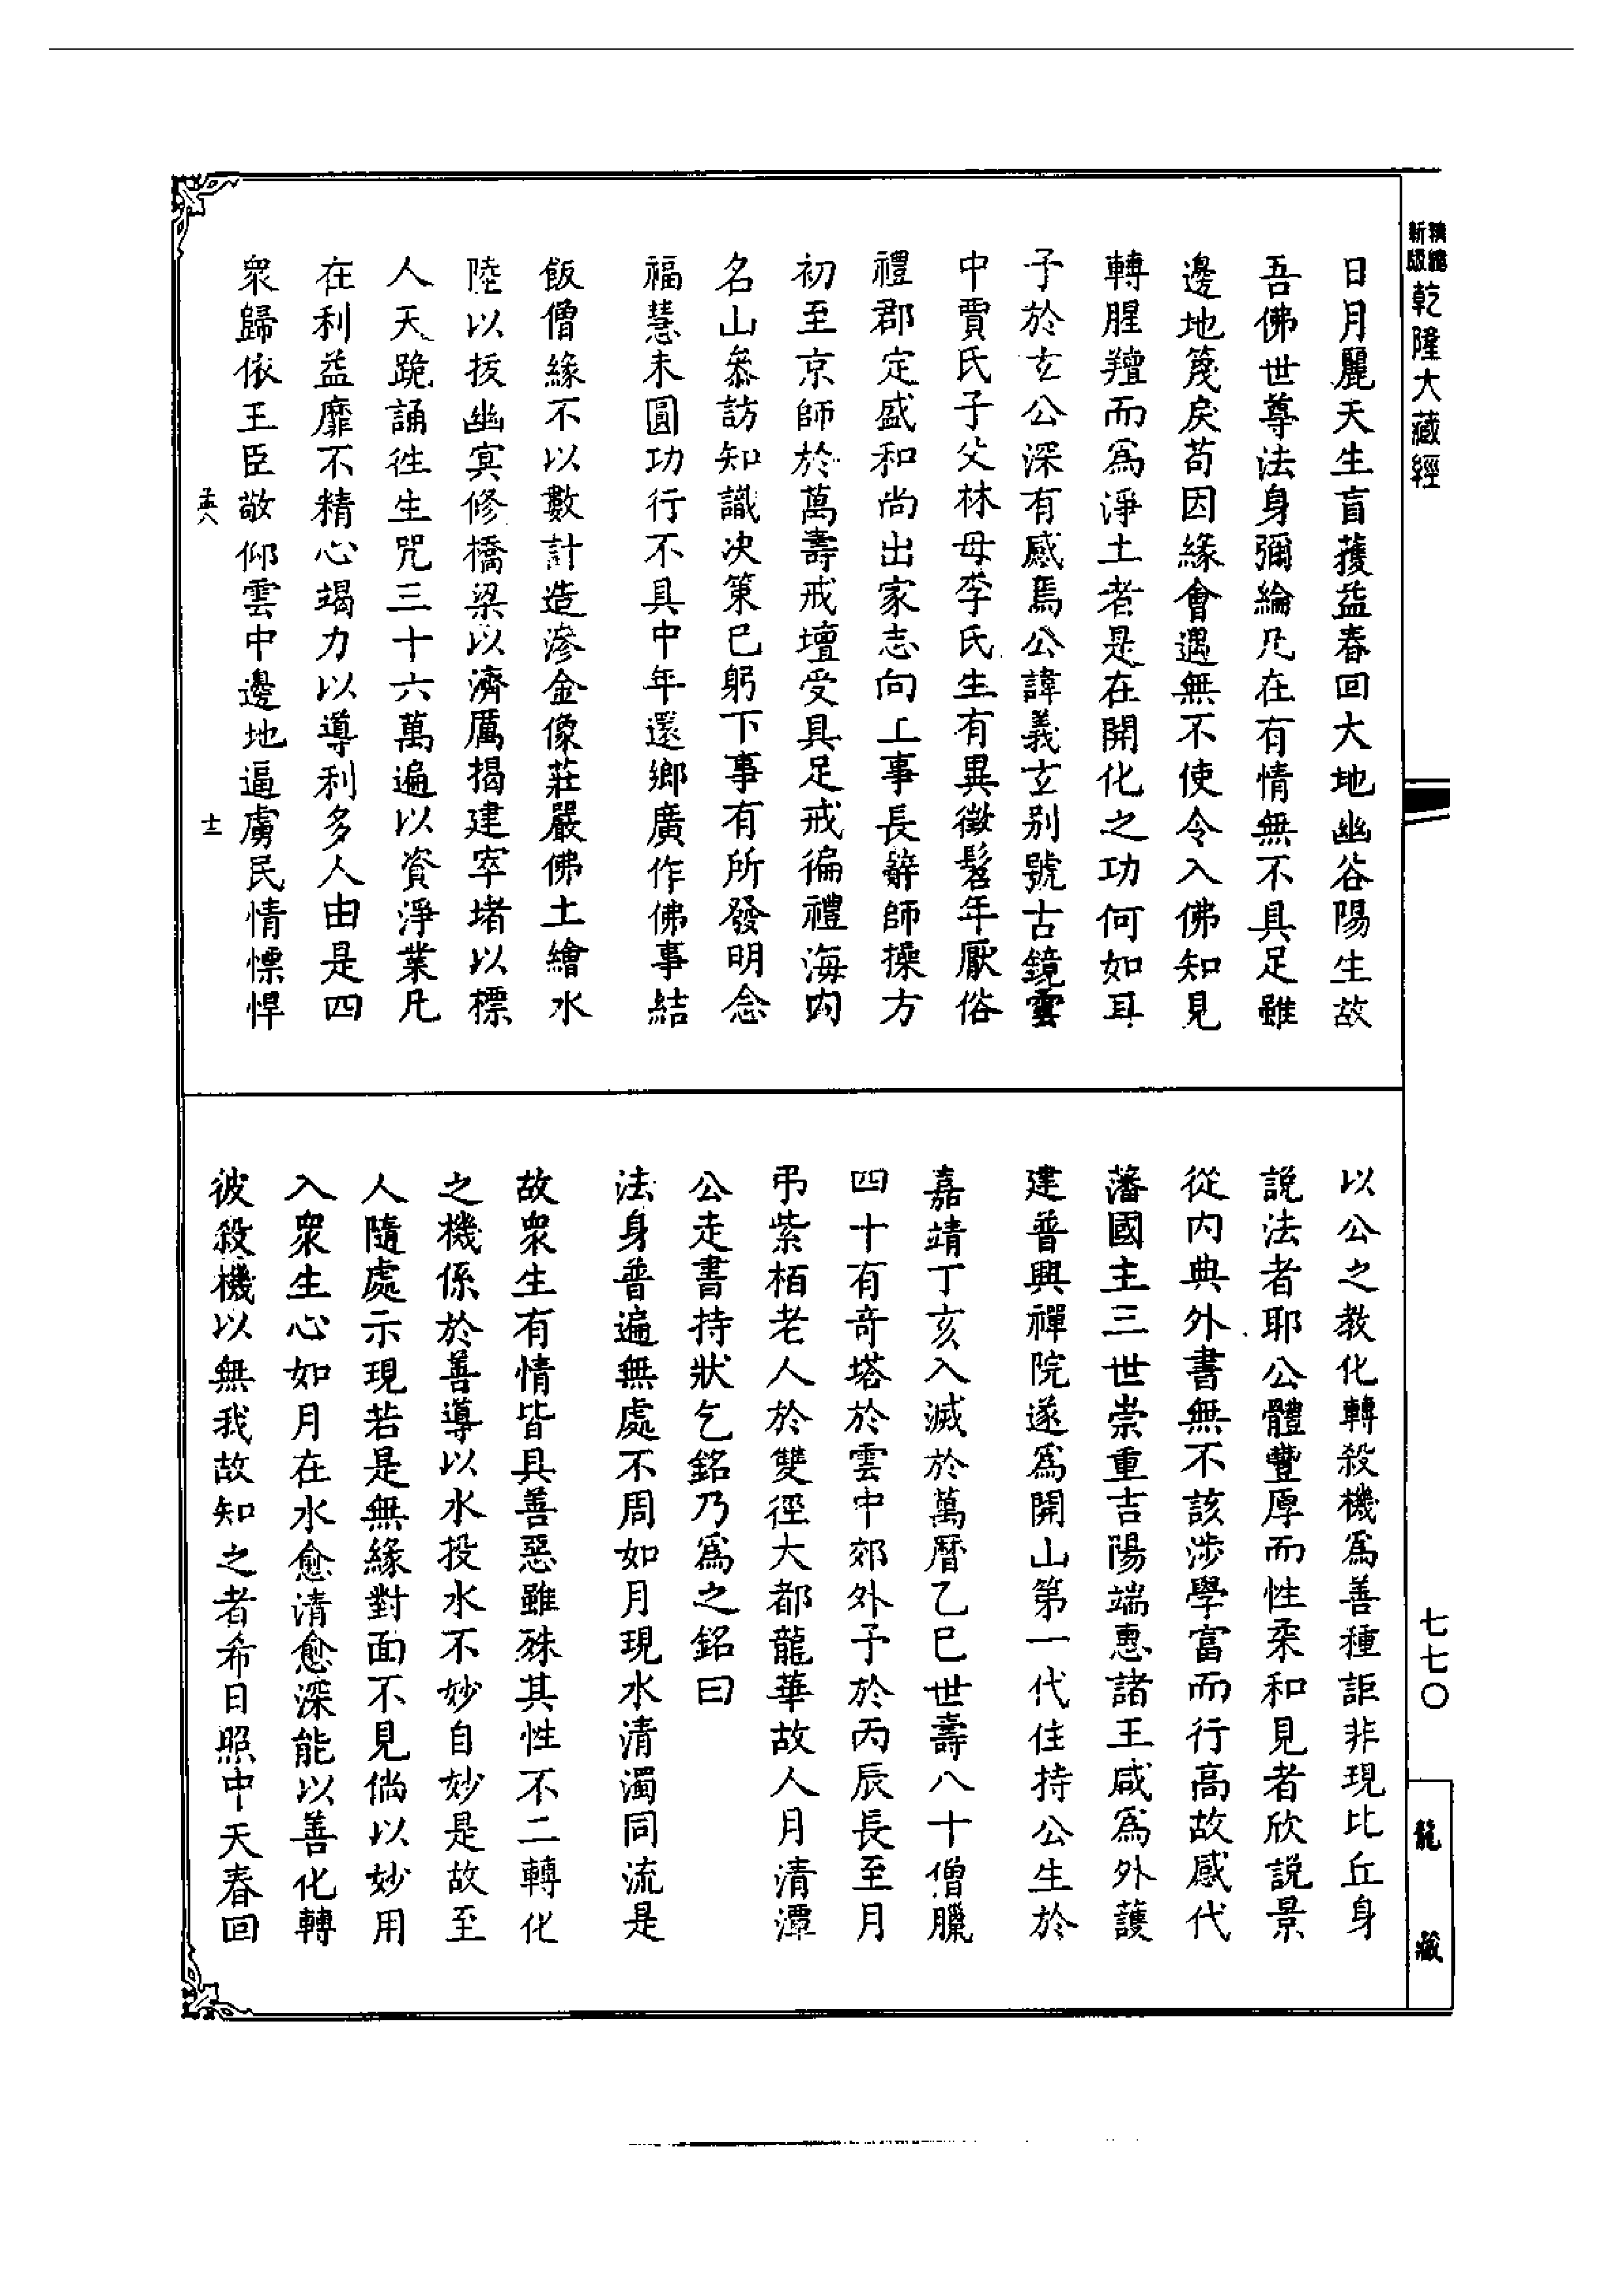 新編縮版乾隆大藏經
日月麗天生盲蒦益春回大地幽谷陽生故
吾佛世尊法身彌綸凡在有情無不具足雖
邊地篾戾苟因緣會遇無不使令入佛知見
轉腥羶而爲淨土者是在開化之功何如耳
予於玄公深有感焉公諱義玄别號古鏡雲
中賈氏子父林母李氏生有異徵髫年厭俗
禮郡定盛和尚出家志向上事長辭師操方
初至京師於萬壽戒壇受具足戒徧禮海内
名山叅訪知識决䇿已躬下事有所發明念
福慧未圓功行不具中年還鄉廣作佛事結
飯僧緣不以數計造滲金像莊嚴佛土繪水
陸以拔幽冥修橋梁以濟厲揭建窣堵以標
人天跪誦徃生咒三十六萬遍以資淨業凡
在利益靡不精心竭力以導利多人由是四
衆歸依王臣敬仰雲中邊地逼虜民情慓悍
以公之教化轉殺機爲善種詎非現比丘身
説法者耶公體豐厚而性柔和見者欣説景
從内典外書無不該涉學富而行高故感代
藩國主三世崇重吉陽端惠諸王咸爲外護
建普興禪院遂爲開山第一代住持公生於
嘉靖丁亥入滅於萬曆乙巳世壽八十僧臘
四十有奇塔於雲中郊外予於丙辰長至月
弔紫栢老人於雙徑大都龍華故人月清潭
公走書持狀乞銘乃爲之銘曰
法身普遍無處不周如月現水清濁同流是
故衆生有情皆具善惡雖殊其性不二轉化
之機係於善導以水投水不妙自妙是故至
人隨處示現若是無緣對面不見倘以妙用
入衆生心如月在水愈清愈深能以善化轉
彼殺機以無我故知之者希日照中天春回
七七〇
龍藏